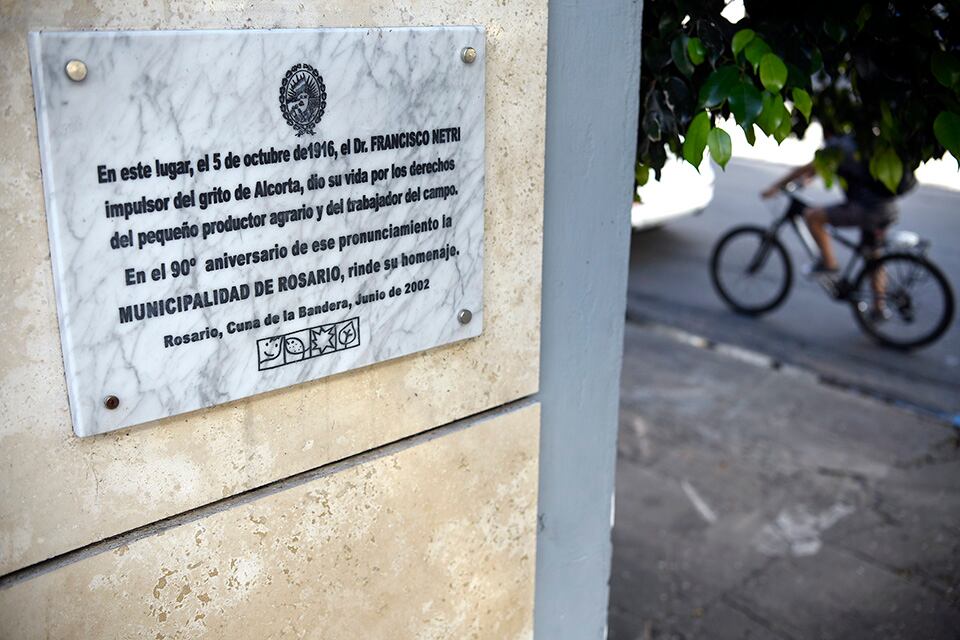 En este lugar, el 5 de octubre de1916, el Dr. FRANCISCO NETRI
impulsor del grito de Alcorta, dio su vida por los derechos
del pequeño productor agrario y del trabajador del campo.
En el 90° aniversario de ese pronunciamiento la
MUNICIPALIDAD DE ROSARIO, rinde su homenaje.
Rosario, Cuna de la Bandera, Junio de 2002